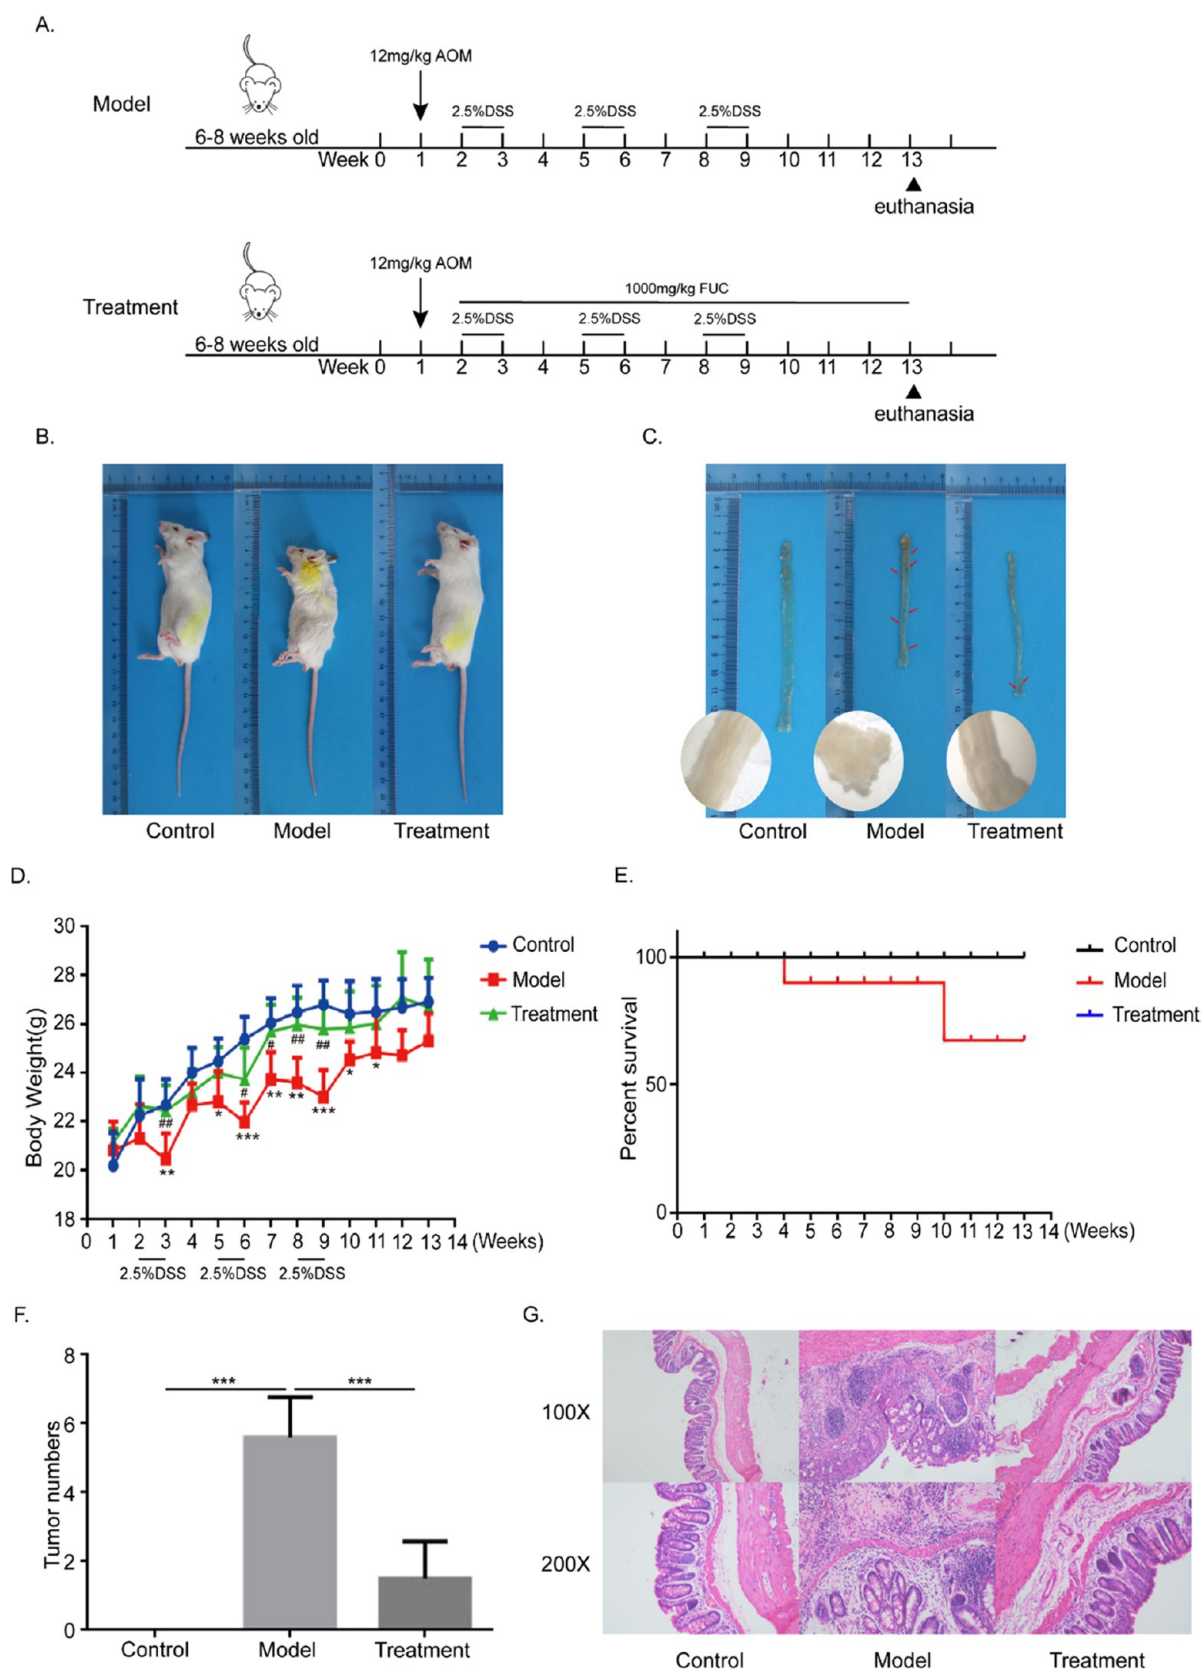 A.
12mg/kg AOM
Model
2.5%DSS 2.5%DSS 2.5%DSS
6-8 weeks old
Week 0 1 2 3 4 5 6 7 8 9 10 11 12 13
euthanasia
12mg/kg AOM
Treatment
1000mg/kg FUC
2.5%DSS 2.5%DSS 2.5%DSS
6-8 weeks old
Week 0 1 2 3 4 5 6 7 8 9 10 11 12 13
euthanasia
B.
Control Model Treatment
C.
Control Model Treatment
D.
Body Weight(g)
30
28
26
24
22
20
18
Control
Model
Treatment
# ## ##
## #
* ** ** * *
** *** ***
0 1 2 3 4 5 6 7 8 9 10 11 12 13 14 (Weeks)
2.5%DSS 2.5%DSS 2.5%DSS
E.
Percent survival
100
50
0
Control
Model
Treatment
0 1 2 3 4 5 6 7 8 9 10 11 12 13 14 (Weeks)
F.
Tumor numbers
8
6
4
2
0
*** ***
Control Model Treatment
G.
100X
200X
Control Model Treatment